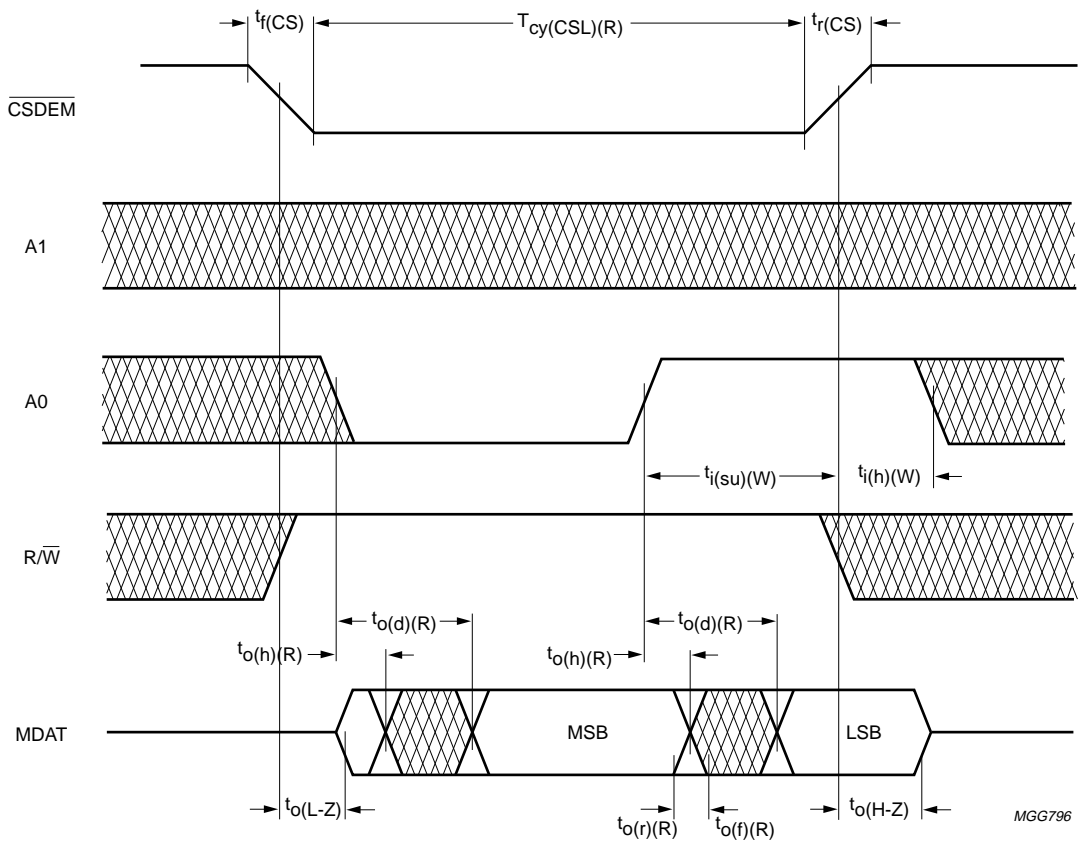 tf(CS)
Tcy(CSL)(R)
tr(CS)
CSDEM
A1
A0
ti(su)(W)
ti(h)(W)
R/W
to(d)(R)
to(d)(R)
to(h)(R)
to(h)(R)
MDAT
MSB
LSB
to(L-Z)
to(r)(R)
to(f)(R)
to(H-Z)
MGG796